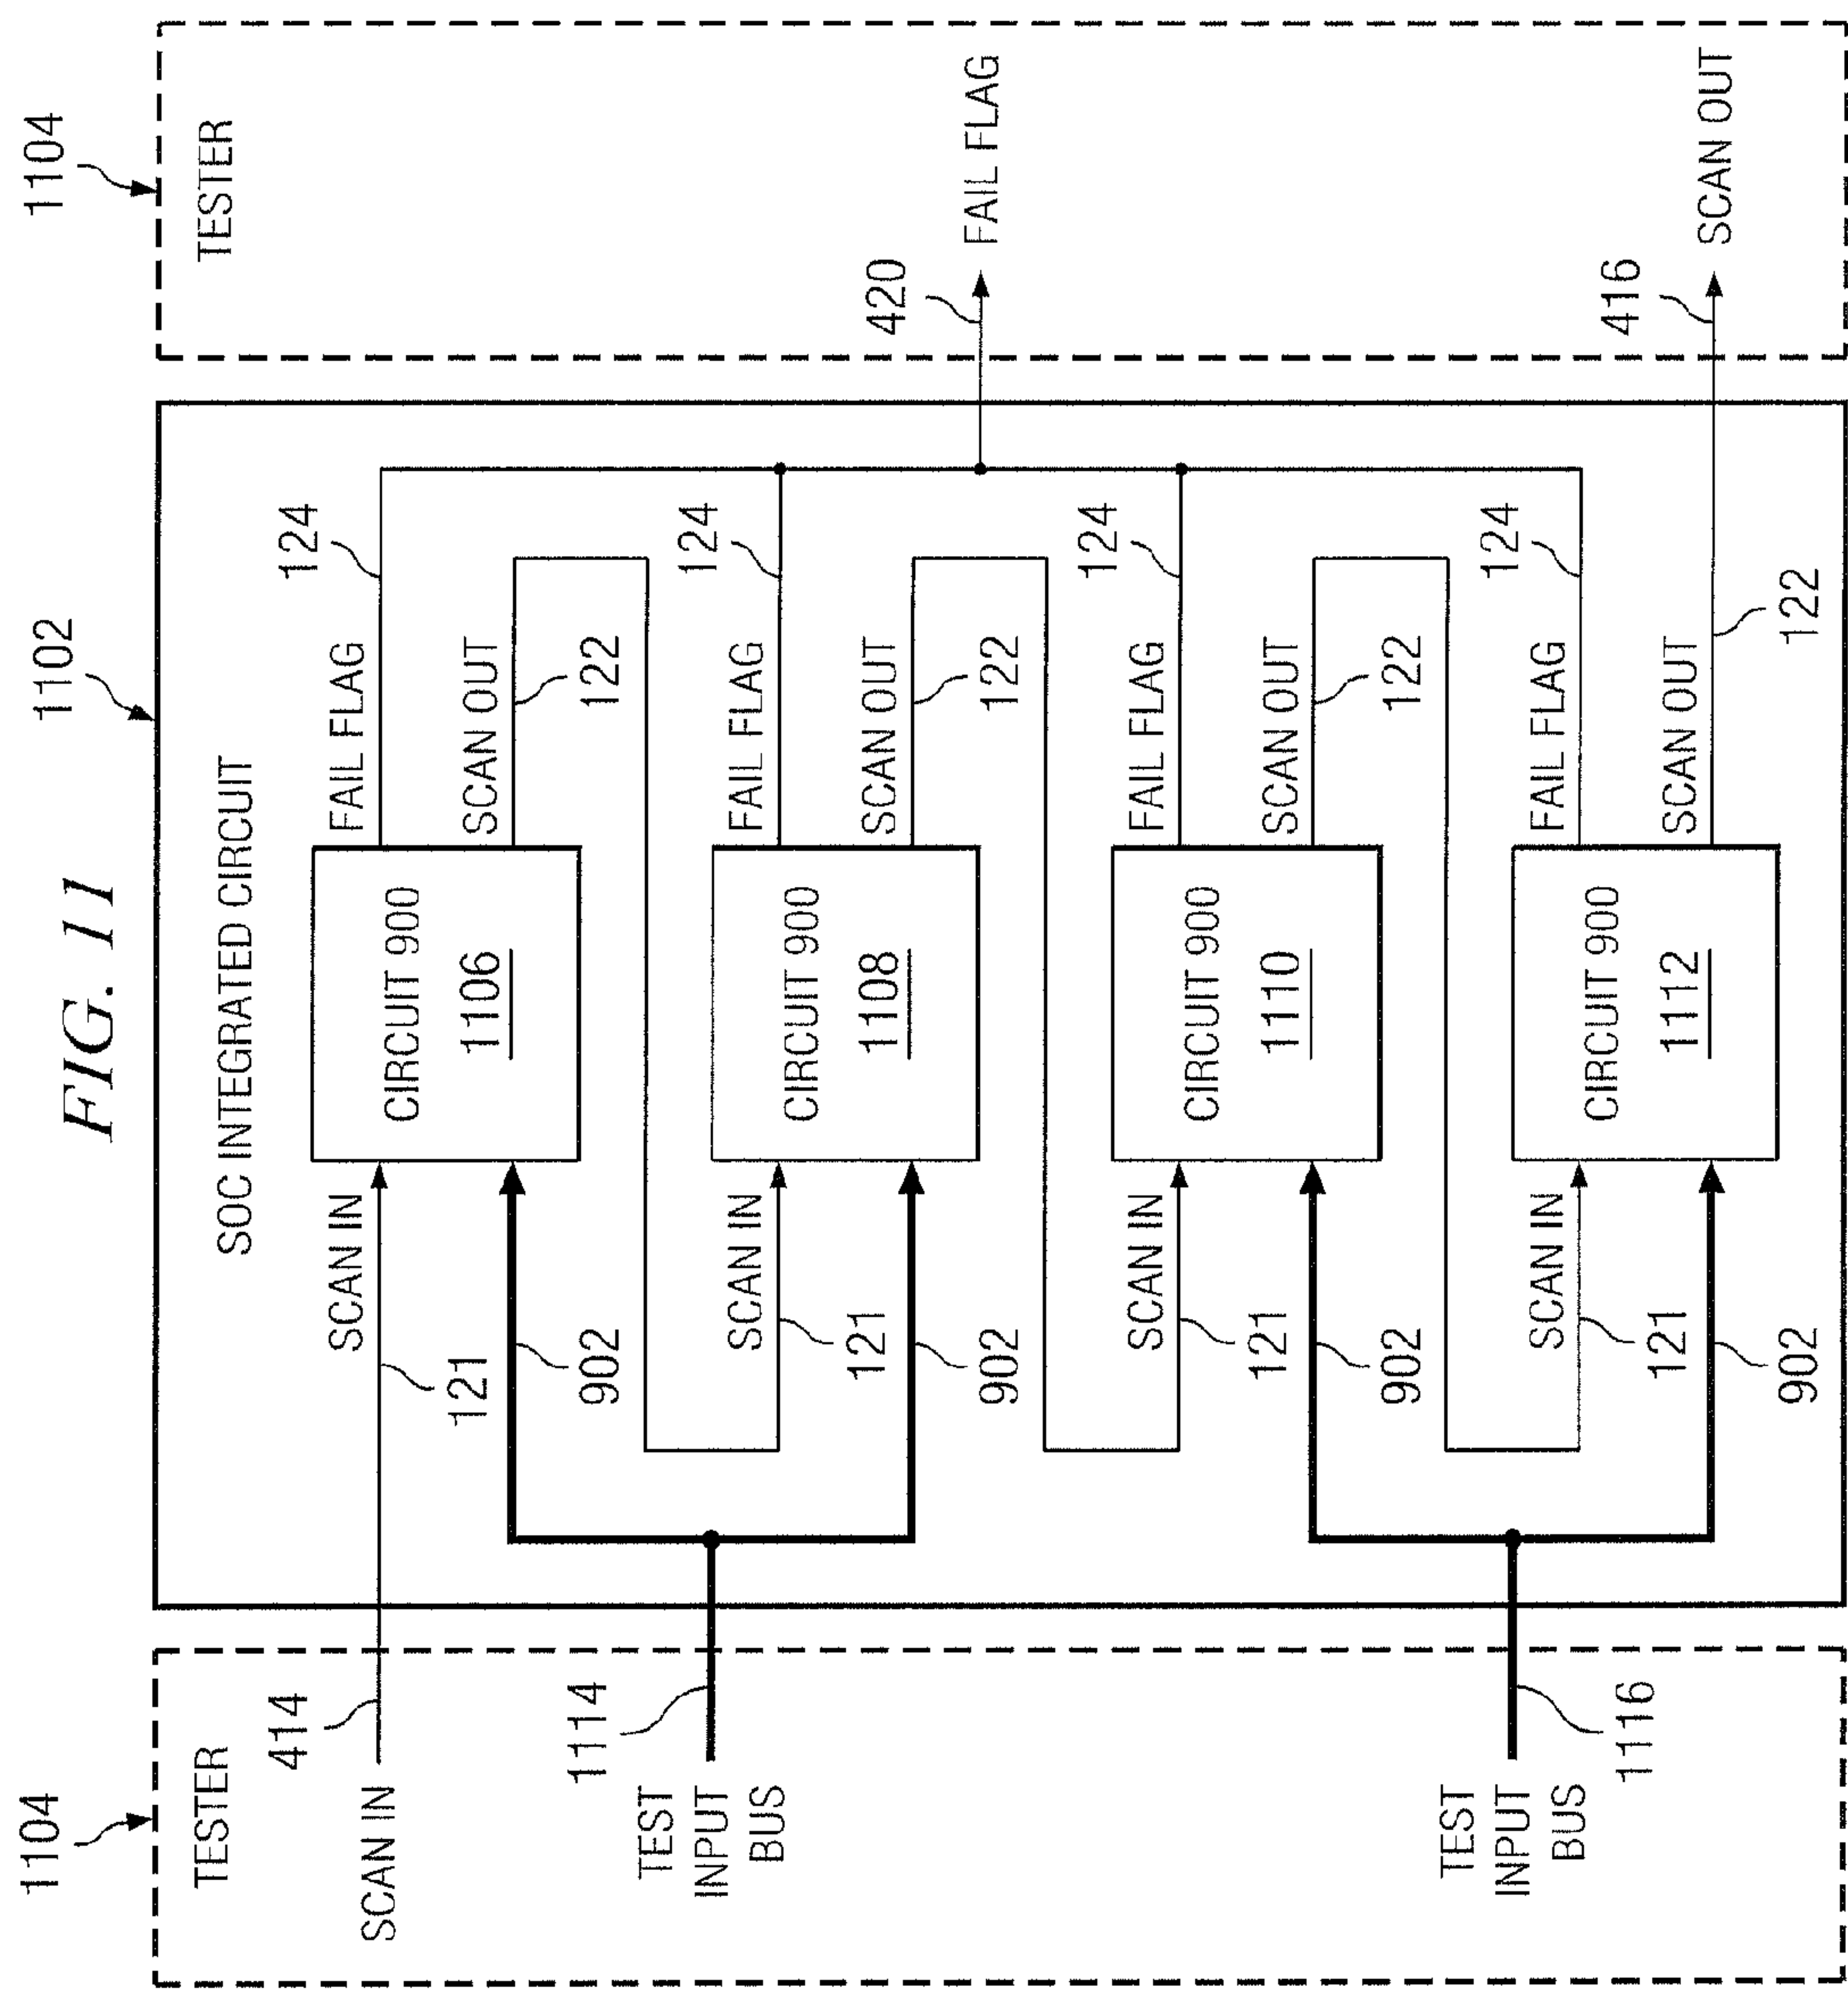 FIG. 11
1104
1102
1104
TESTER
SOC INTEGRATED CIRCUIT
TESTER
414
SCAN IN
121
SCAN IN
CIRCUIT 900
1106
FAIL FLAG
124
SCAN OUT
122
902
1114
TEST
INPUT
BUS
SCAN IN
121
902
CIRCUIT 900
1108
FAIL FLAG
124
SCAN OUT
122
420
FAIL FLAG
SCAN IN
121
902
CIRCUIT 900
1110
FAIL FLAG
124
SCAN OUT
122
TEST
INPUT
BUS
1116
SCAN IN
121
902
CIRCUIT 900
1112
FAIL FLAG
124
SCAN OUT
122
416
SCAN OUT